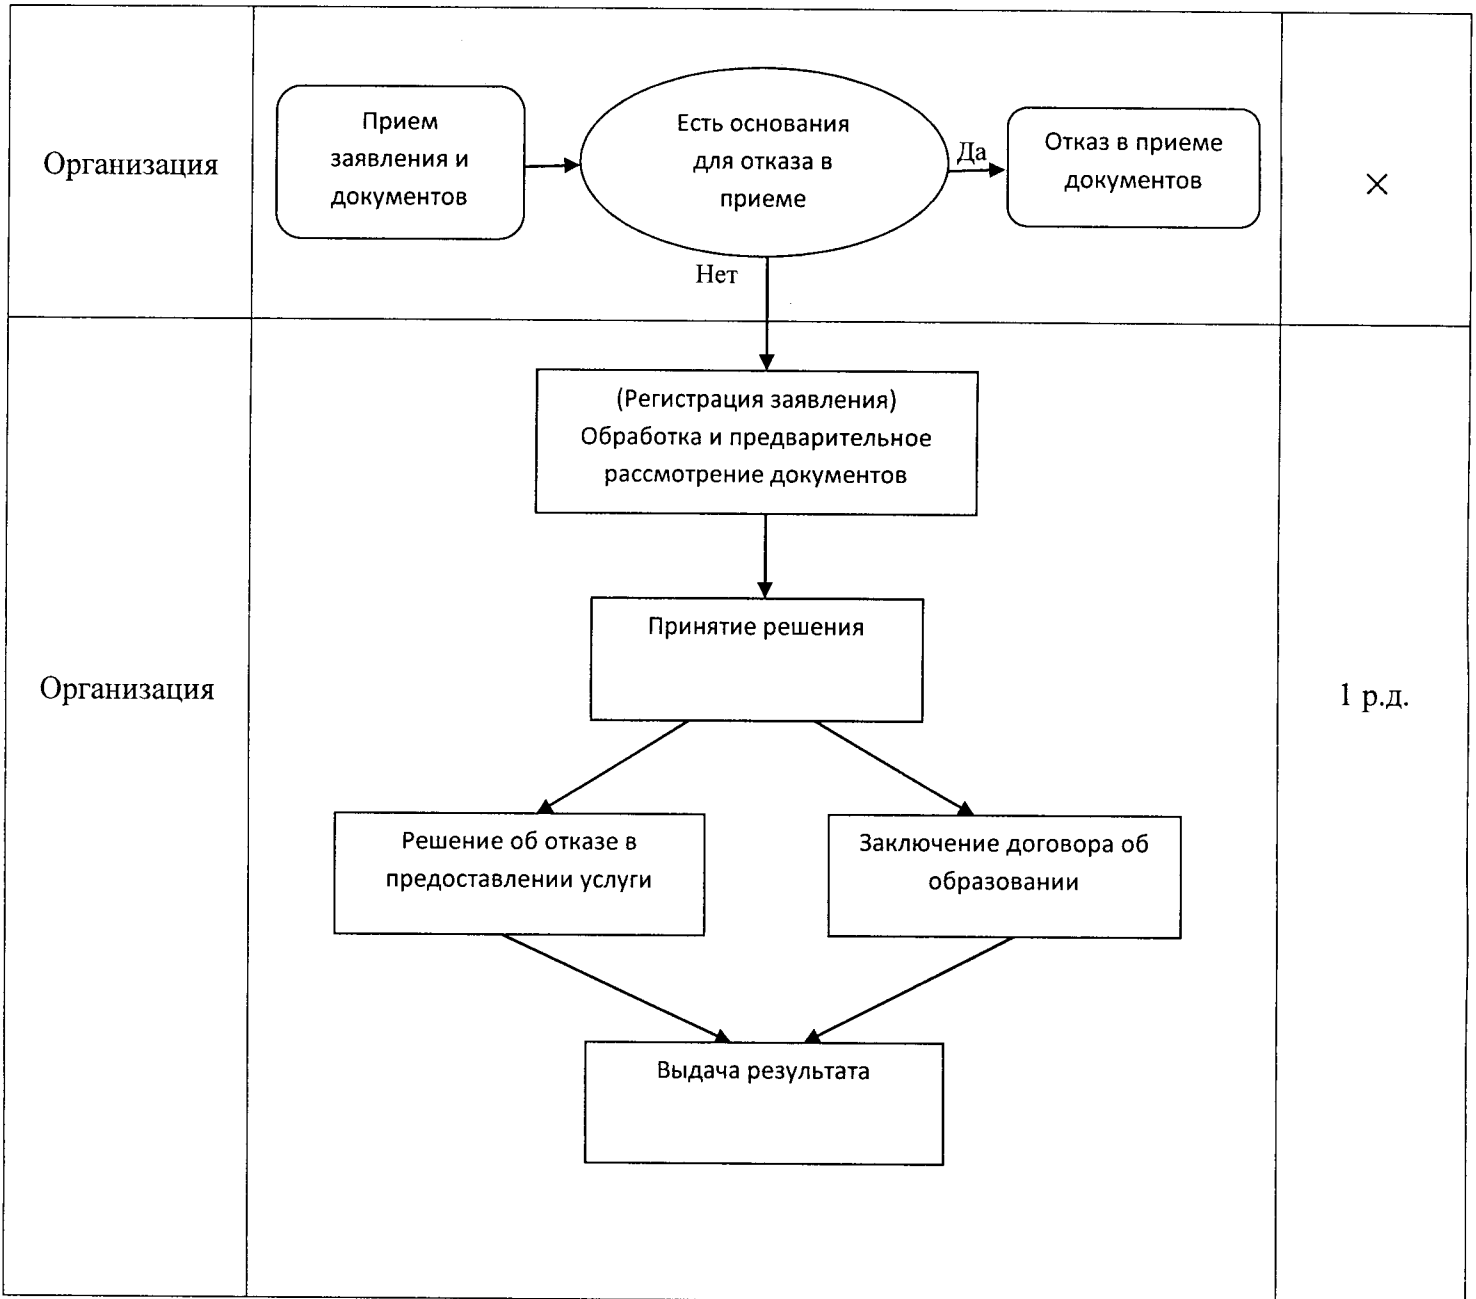 Организация
Прием
заявления и
документов
Есть основания
для отказа в
приеме
Да
Отказ в приеме
документов
×
Нет
(Регистрация заявления)
Обработка и предварительное
рассмотрение документов
Принятие решения
Организация
1 р.д.
Решение об отказе в
предоставлении услуги
Заключение договора об
образовании
Выдача результата